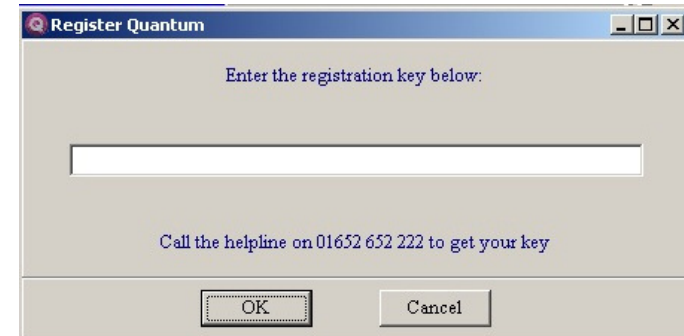 Register Quantum
Enter the registration key below:
Call the helpline on 01652 652 222 to get your key
OK Cancel